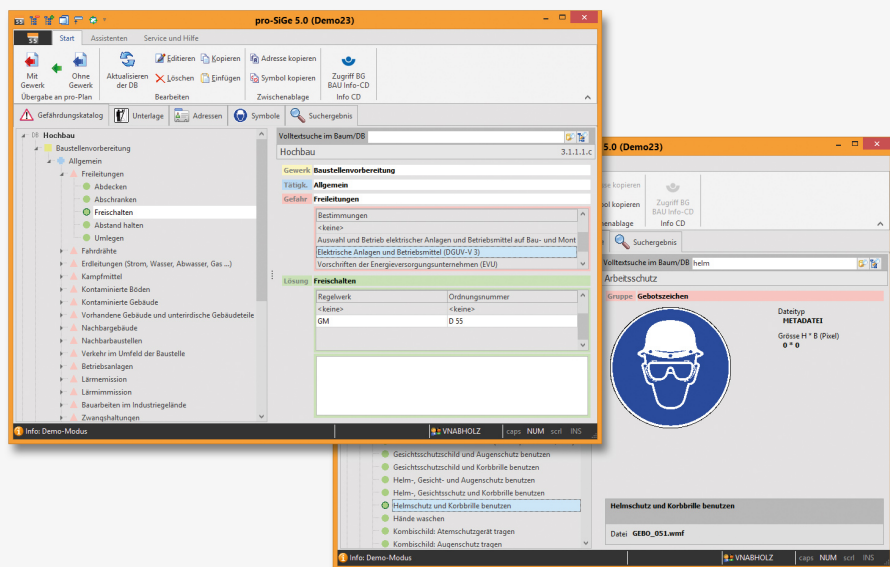 pro-SiGe 5.0 (Demo23)
Start Assistenten Service und Hilfe
Mit Gewerk
Ohne Gewerk
Übergabe an pro-Plan
Aktualisieren der DB
Editieren
Kopieren
Löschen
Einfügen
Bearbeiten
Adresse kopieren
Symbol kopieren
Zwischenablage
Zugriff BG BAU Info-CD
Info CD
Gefährdungskatalog Unterlage Adressen Symbole Suchergebnis
DB Hochbau
Baustellenvorbereitung
Allgemein
Freileitungen
Abdecken
Abschranken
Freischalten
Abstand halten
Umlegen
Fahrdrähte
Erdleitungen (Strom, Wasser, Abwasser, Gas ...)
Kampfmittel
Kontaminierte Böden
Kontaminierte Gebäude
Vorhandene Gebäude und unterirdische Gebäudeteile
Nachbargebäude
Nachbarbaustellen
Verkehr im Umfeld der Baustelle
Betriebsanlagen
Lärmemission
Lärmimmission
Bauarbeiten im Industriegelände
Zwangshaltungen
Volltextsuche im Baum/DB
Hochbau 3.1.1.1.c
Gewerk Baustellenvorbereitung
Tätigk. Allgemein
Gefahr Freileitungen
Bestimmungen
<keine>
Auswahl und Betrieb elektrischer Anlagen und Betriebsmittel auf Bau- und Mont
Elektrische Anlagen und Betriebsmittel (DGUV-V 3)
Vorschriften der Energieversorgungsunternehmen (EVU)
Lösung Freischalten
Regelwerk Ordnungsnummer
<keine> <keine>
GM D 55
Info: Demo-Modus VNABHOLZ caps NUM scrl INS
5.0 (Demo23)
se kopieren
ol kopieren
enablage
Zugriff BG BAU Info-CD
Info CD
Suchergebnis
Volltextsuche im Baum/DB helm
Arbeitsschutz
Gruppe Gebotszeichen
Dateityp
METADATEI
Grösse H * B (Pixel)
0 * 0
Gesichtsschutzschild und Augenschutz benutzen
Gesichtsschutzschild und Korbbrille benutzen
Helm-, Gesicht- und Augenschutz benutzen
Helm-, Gesichtsschutz und Korbbrille benutzen
Helmschutz und Korbbrille benutzen
Hände waschen
Kombischild: Atemschutzgerät tragen
Kombischild: Augenschutz tragen
Helmschutz und Korbbrille benutzen
Datei GEBO_051.wmf
Info: Demo-Modus VNABHOLZ caps NUM scrl INS